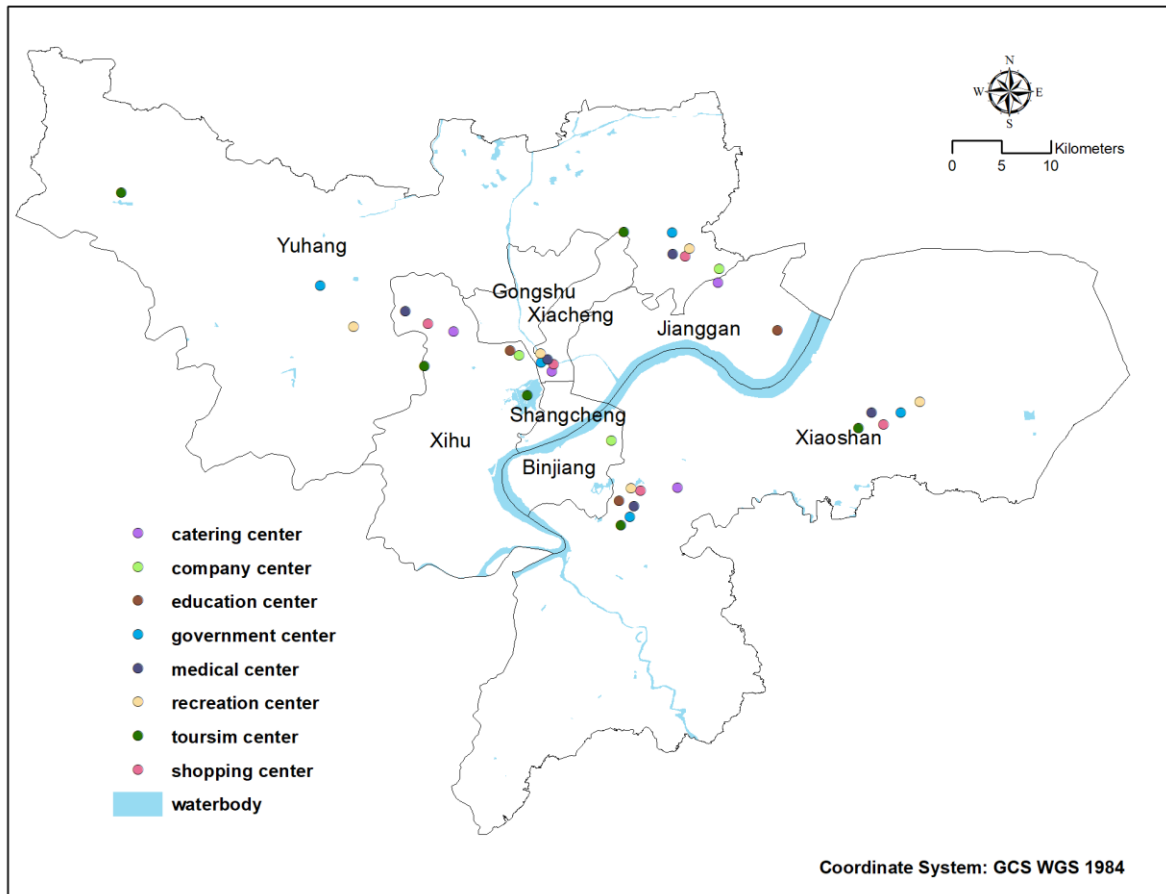 N
W E
S
Kilometers
0 5 10
Yuhang
Gongshu
Xiacheng
Jianggan
Shangcheng
Xihu
Binjiang
Xiaoshan
catering center
company center
education center
government center
medical center
recreation center
toursim center
shopping center
waterbody
Coordinate System: GCS WGS 1984